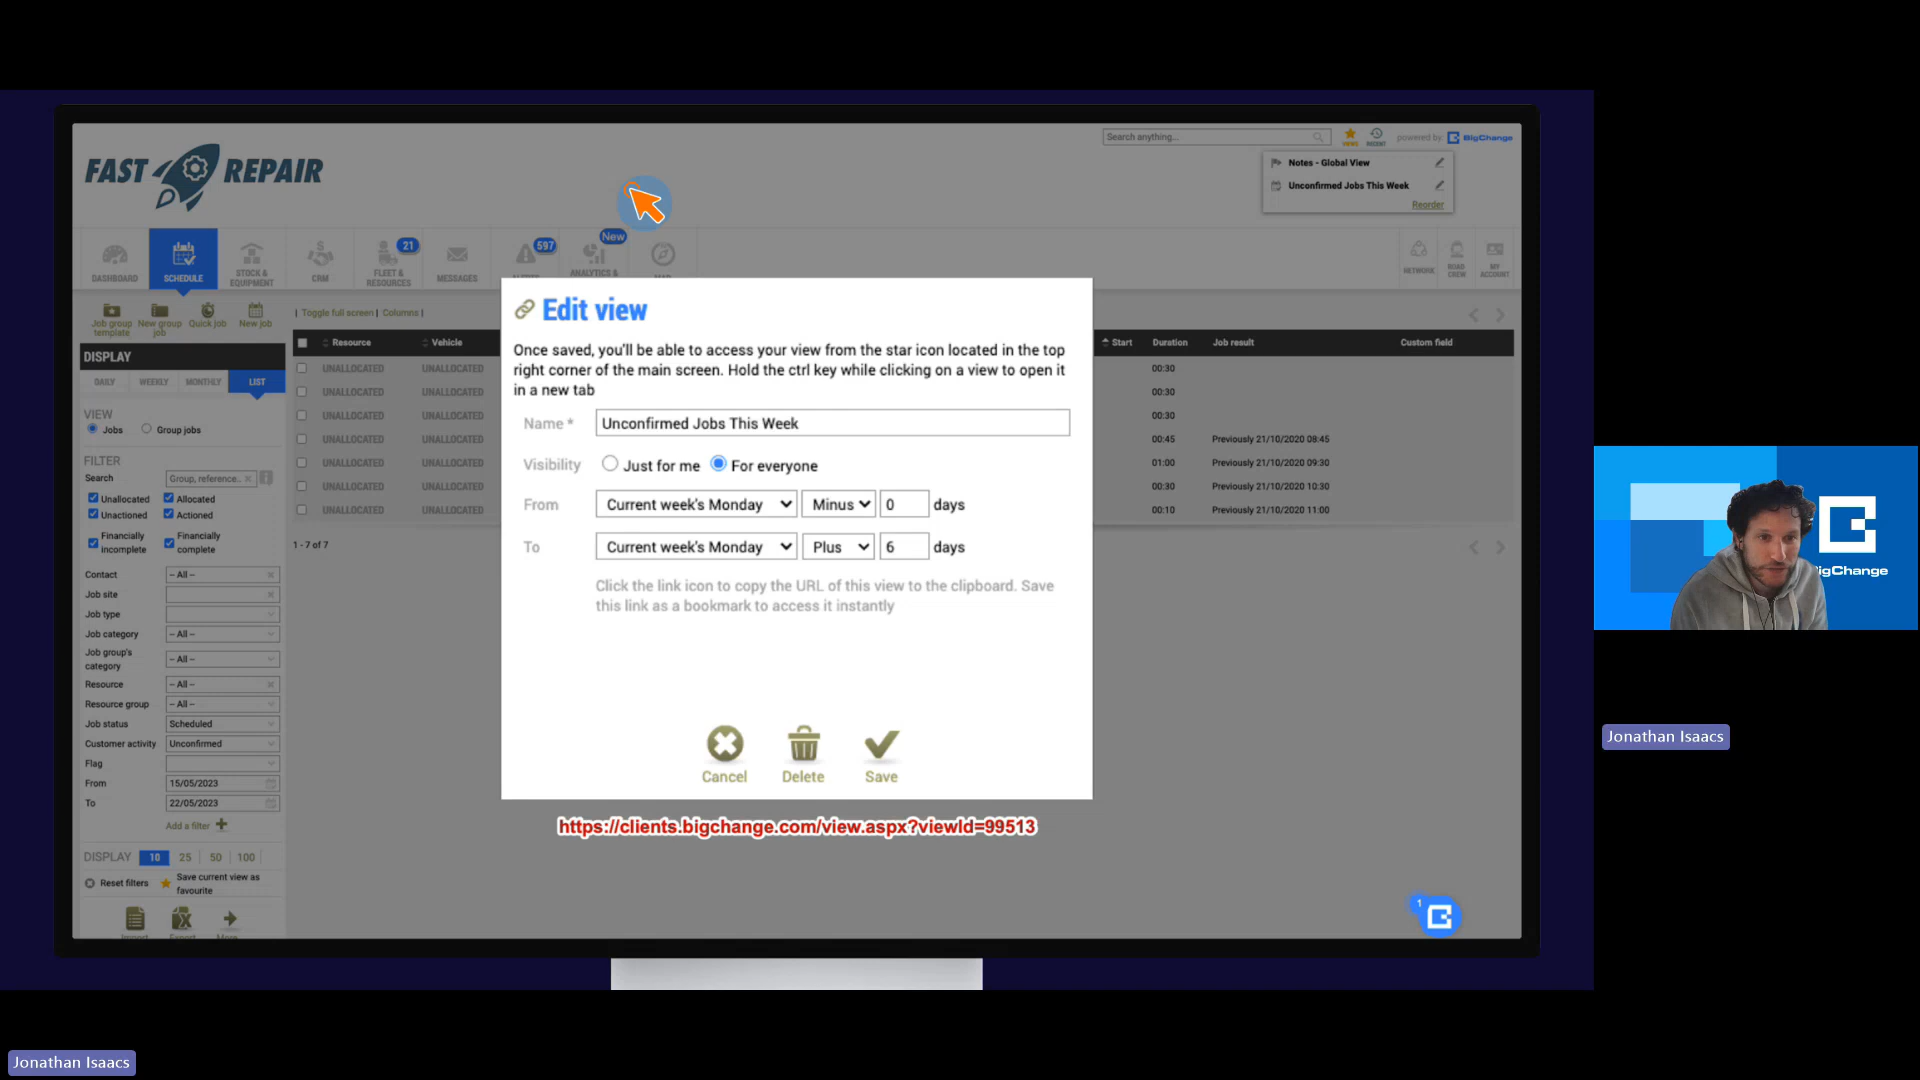 FAST REPAIR
Search anything...
VIEWS
RECENT
powered by BigChange
Notes - Global View
Unconfirmed Jobs This Week
Reorder
DASHBOARD
SCHEDULE
STOCK &
EQUIPMENT
CRM
21
FLEET &
RESOURCES
MESSAGES
597
New
ANALYTICS &
NETWORK
ROAD
CREW
MY
ACCOUNT
Job group
template
New group
job
Quick job
New job
| Toggle full screen | Columns |
DISPLAY
DAILY WEEKLY MONTHLY LIST
Resource Vehicle Start Duration Job result Custom field
UNALLOCATED UNALLOCATED 00:30
UNALLOCATED UNALLOCATED 00:30
UNALLOCATED UNALLOCATED 00:30
UNALLOCATED UNALLOCATED 00:45 Previously 21/10/2020 08:45
UNALLOCATED UNALLOCATED 01:00 Previously 21/10/2020 09:30
UNALLOCATED UNALLOCATED 00:30 Previously 21/10/2020 10:30
UNALLOCATED UNALLOCATED 00:10 Previously 21/10/2020 11:00
1 - 7 of 7
VIEW
Jobs Group jobs
FILTER
Search Group, reference..
Unallocated Allocated
Unactioned Actioned
Financially
incomplete
Financially
complete
Contact -- All --
Job site
Job type
Job category -- All --
Job group's
category -- All --
Resource -- All --
Resource group -- All --
Job status Scheduled
Customer activity Unconfirmed
Flag
From 15/05/2023
To 22/05/2023
Add a filter
DISPLAY 10 25 50 100
Reset filters
Save current view as
favourite
Edit view
Once saved, you'll be able to access your view from the star icon located in the top
right corner of the main screen. Hold the ctrl key while clicking on a view to open it
in a new tab
Name * Unconfirmed Jobs This Week
Visibility Just for me For everyone
From Current week's Monday Minus 0 days
To Current week's Monday Plus 6 days
Click the link icon to copy the URL of this view to the clipboard. Save
this link as a bookmark to access it instantly
Cancel Delete Save
https://clients.bigchange.com/view.aspx?viewId=99513
1
igChange
Jonathan Isaacs
Jonathan Isaacs